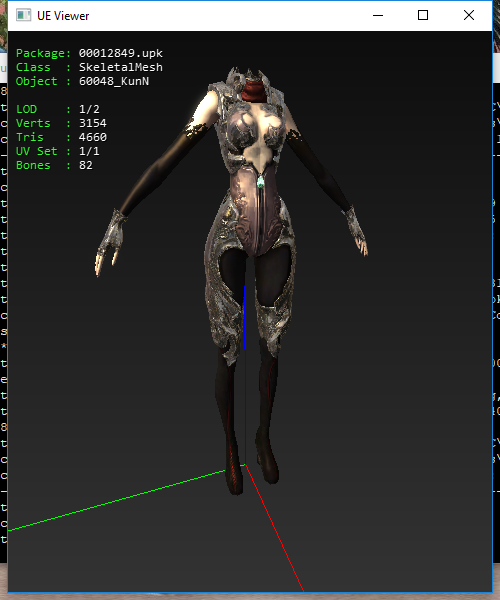 UE Viewer
Package: 00012849.upk
Class : SkeletalMesh
Object : 60048_KunN
LOD : 1/2
Verts : 3154
Tris : 4660
UV Set : 1/1
Bones : 82